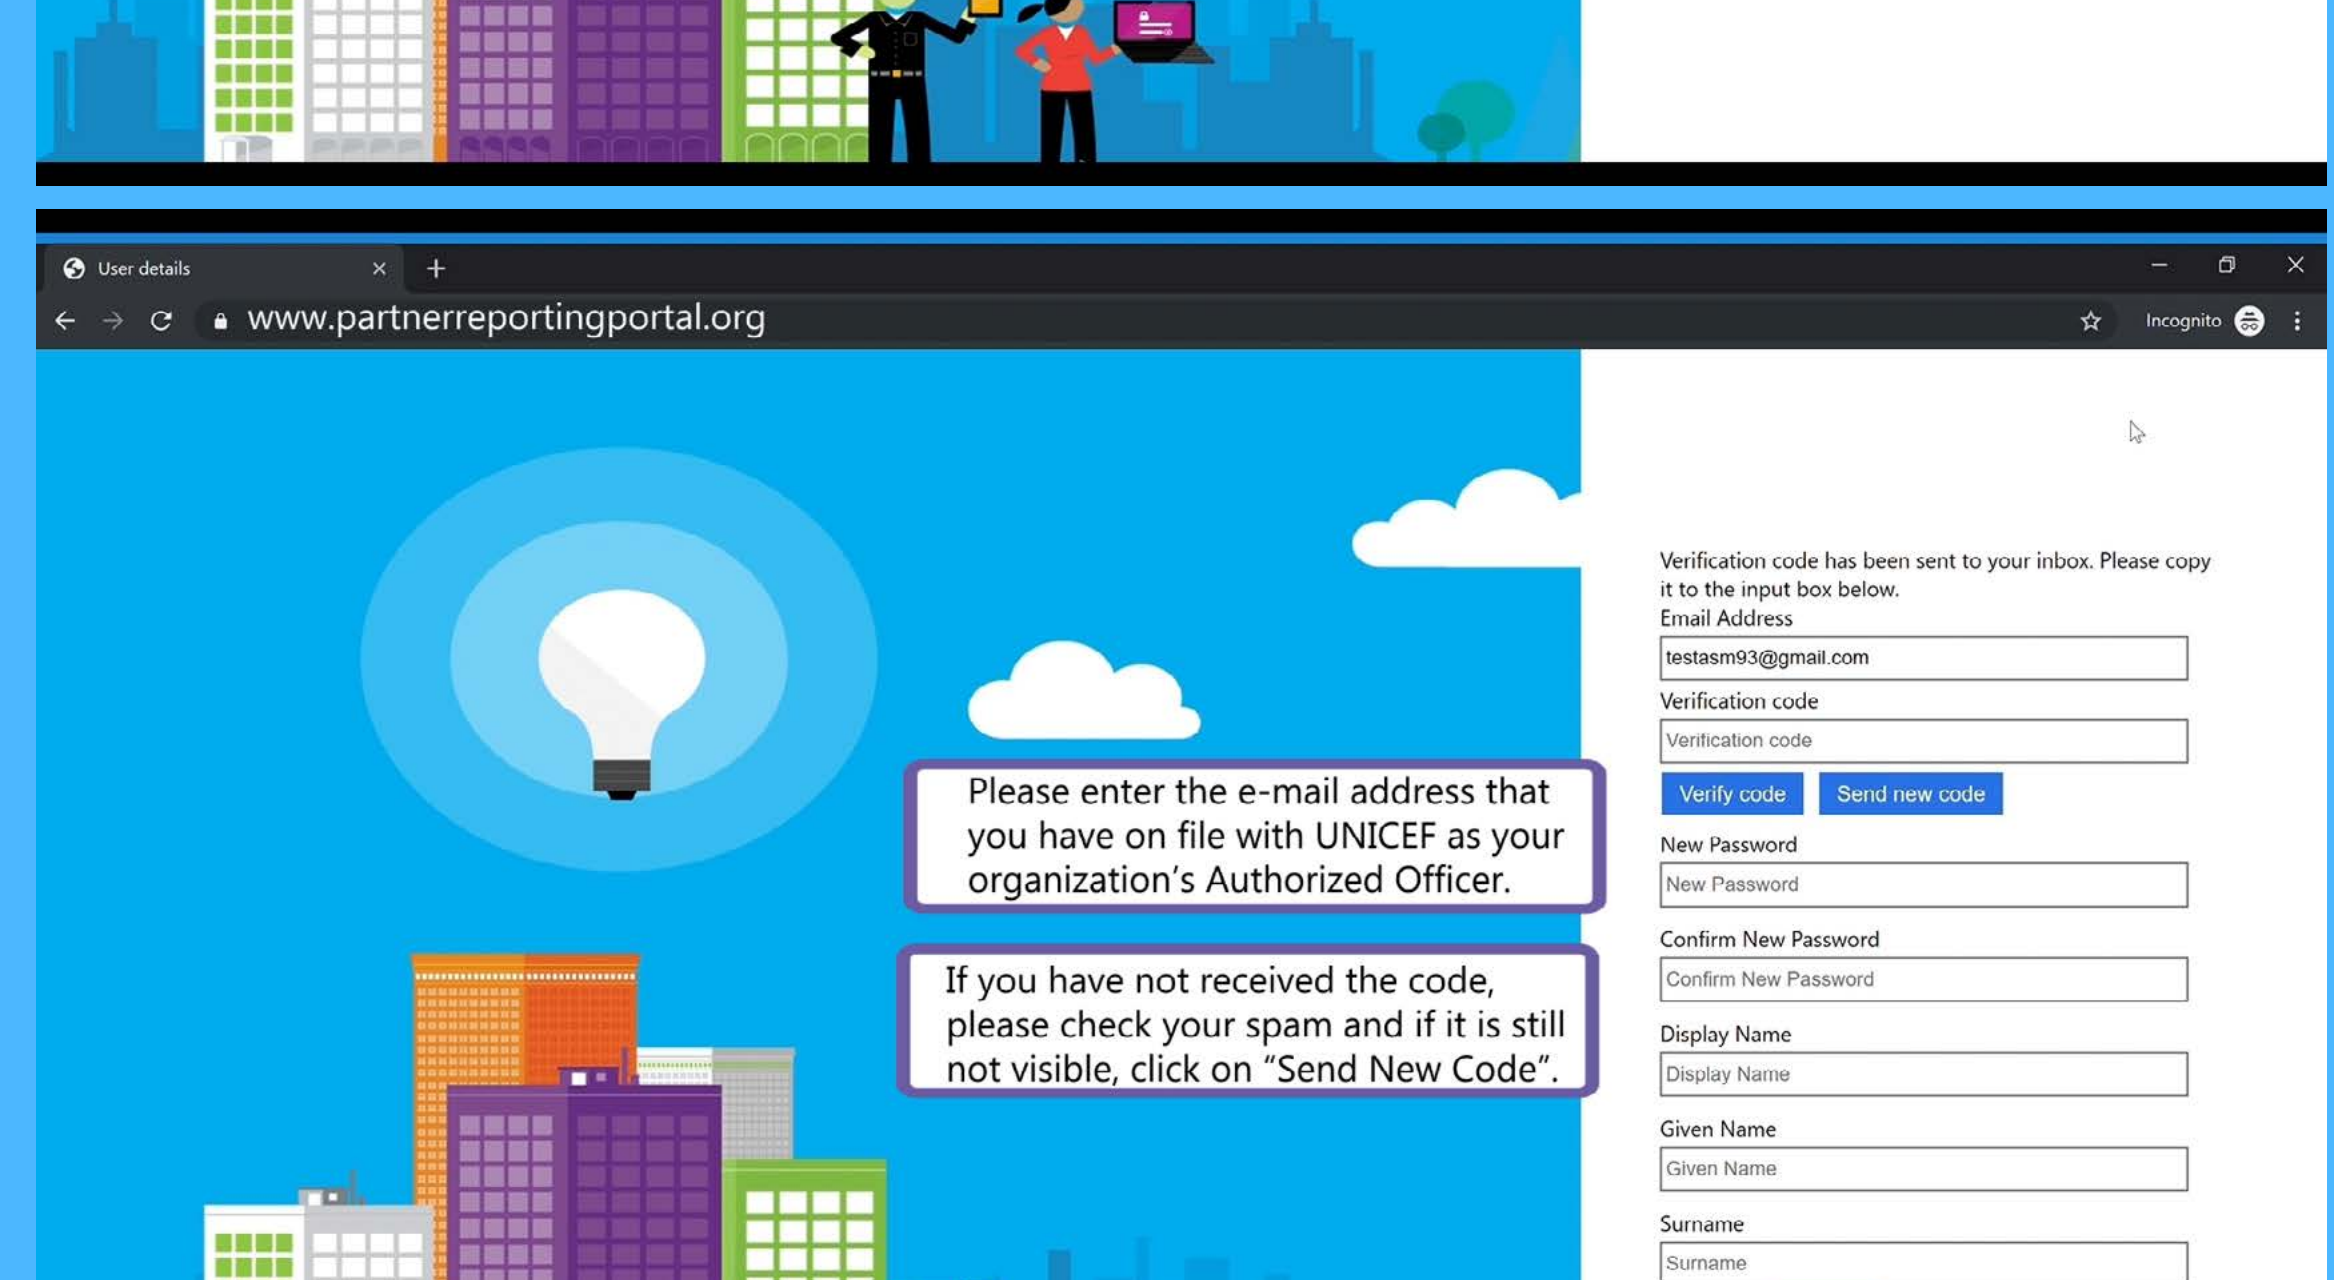 User details
www.partnerreportingportal.org
Incognito
Verification code has been sent to your inbox. Please copy
it to the input box below.
Email Address
testasm93@gmail.com
Verification code
Verification code
Verify code
Send new code
Please enter the e-mail address that
you have on file with UNICEF as your
organization's Authorized Officer.
New Password
New Password
Confirm New Password
Confirm New Password
If you have not received the code,
please check your spam and if it is still
not visible, click on “Send New Code”.
Display Name
Display Name
Given Name
Given Name
Surname
Surname